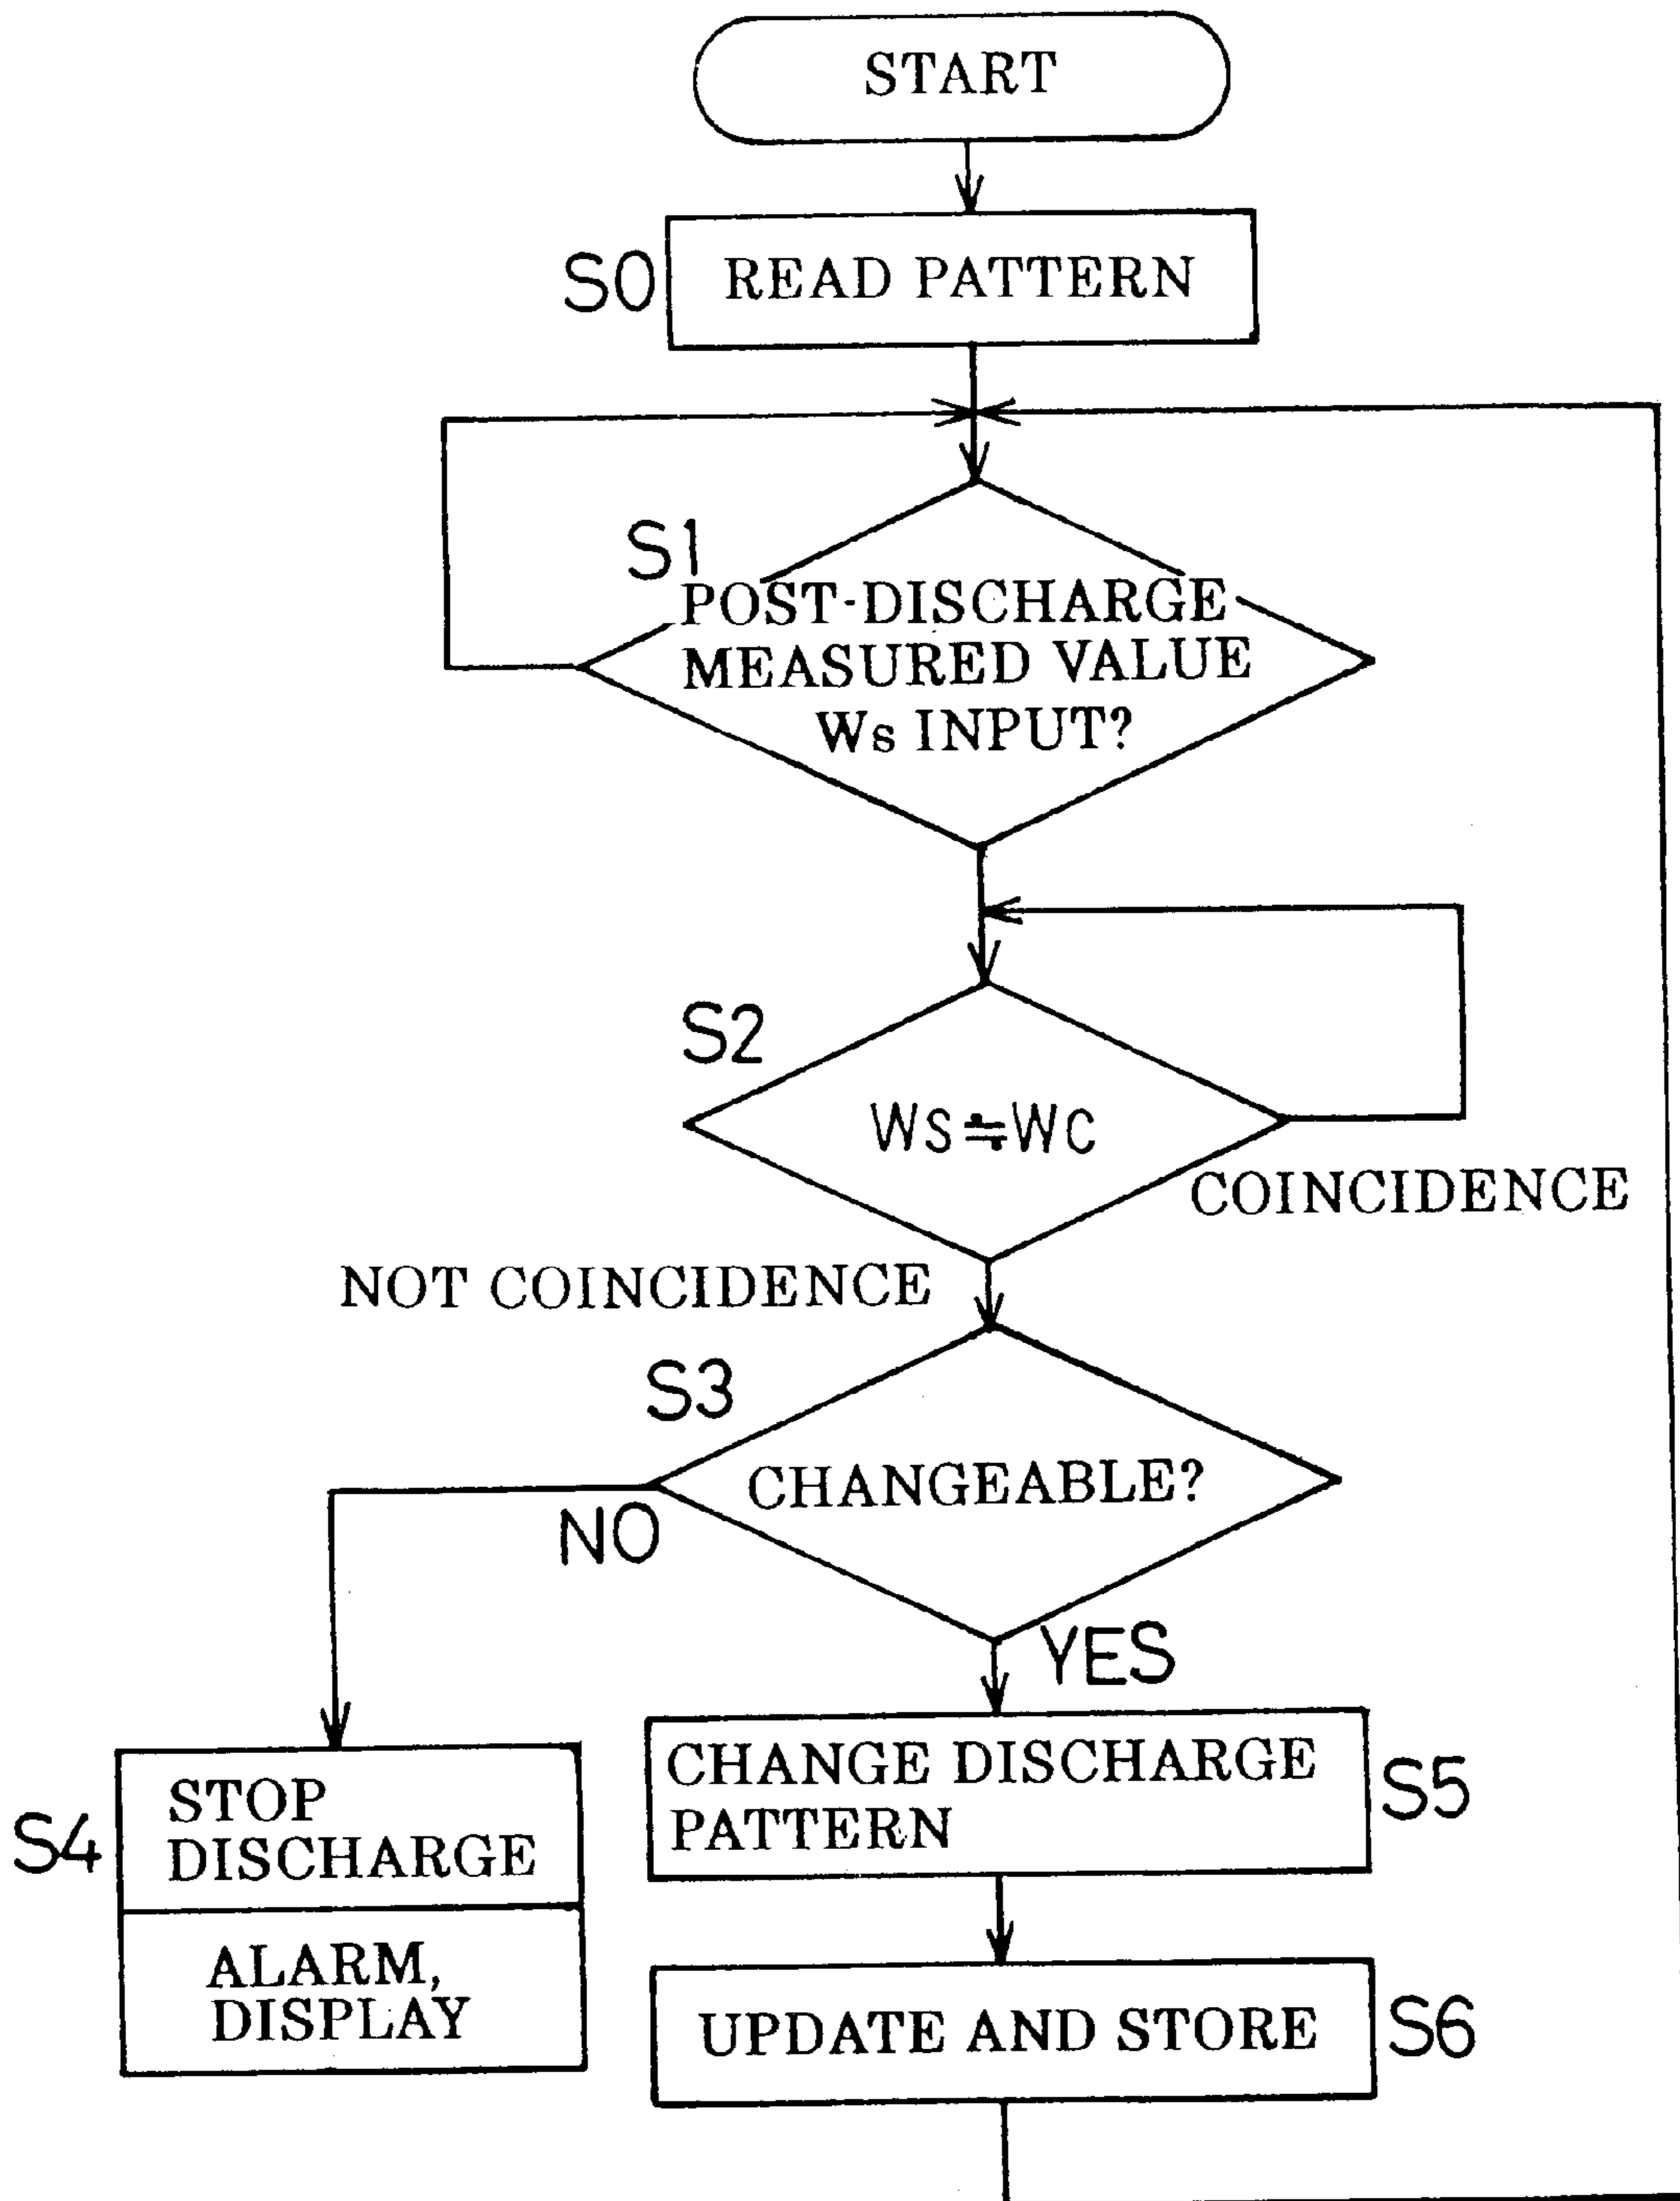 START
S0
READ PATTERN
S1
POST-DISCHARGE
MEASURED VALUE
Ws INPUT?
S2
WS≒WC
COINCIDENCE
NOT COINCIDENCE
S3
CHANGEABLE?
NO
YES
S4
STOP
DISCHARGE
ALARM,
DISPLAY
CHANGE DISCHARGE
PATTERN
S5
UPDATE AND STORE
S6